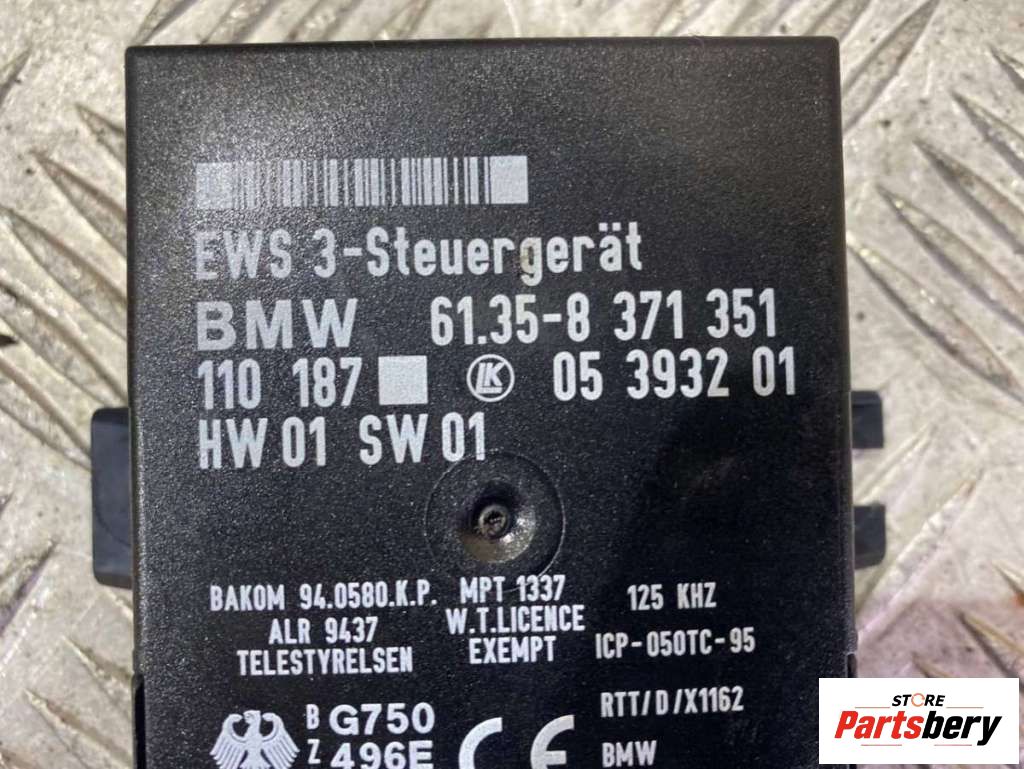 EWS 3-Steuergerät
BMW 61.35-8 371 351
110 187 LK 05 3932 01
HW 01 SW 01
BAKOM 94.0580.K.P. MPT 1337 125 KHZ
ALR 9437 W.T.LICENCE
TELESTYRELSEN EXEMPT ICP-050TC-95
B G750 RTT/D/X1162
Z 496E CE BMW
STORE
Partsbery